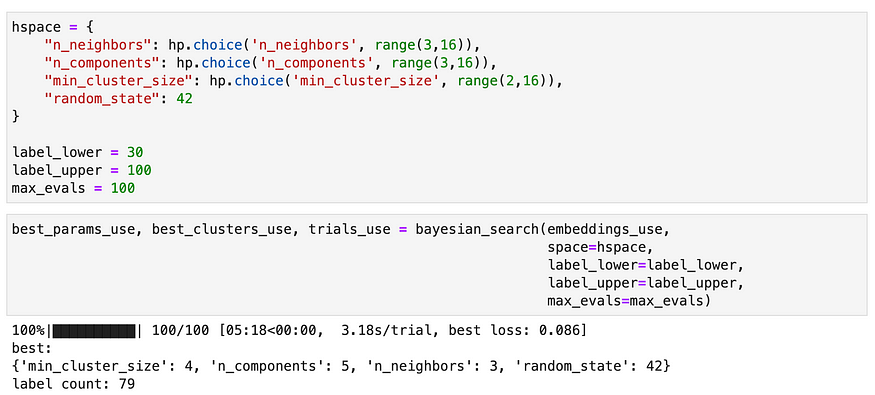 hspace = {
    "n_neighbors": hp.choice('n_neighbors', range(3,16)),
    "n_components": hp.choice('n_components', range(3,16)),
    "min_cluster_size": hp.choice('min_cluster_size', range(2,16)),
    "random_state": 42
}
label_lower = 30
label_upper = 100
max_evals = 100
best_params_use, best_clusters_use, trials_use = bayesian_search(embeddings_use,
                                                                 space=hspace,
                                                                 label_lower=label_lower,
                                                                 label_upper=label_upper,
                                                                 max_evals=max_evals)
100%|██████████| 100/100 [05:18<00:00,  3.18s/trial, best loss: 0.086]
best:
{'min_cluster_size': 4, 'n_components': 5, 'n_neighbors': 3, 'random_state': 42}
label count: 79